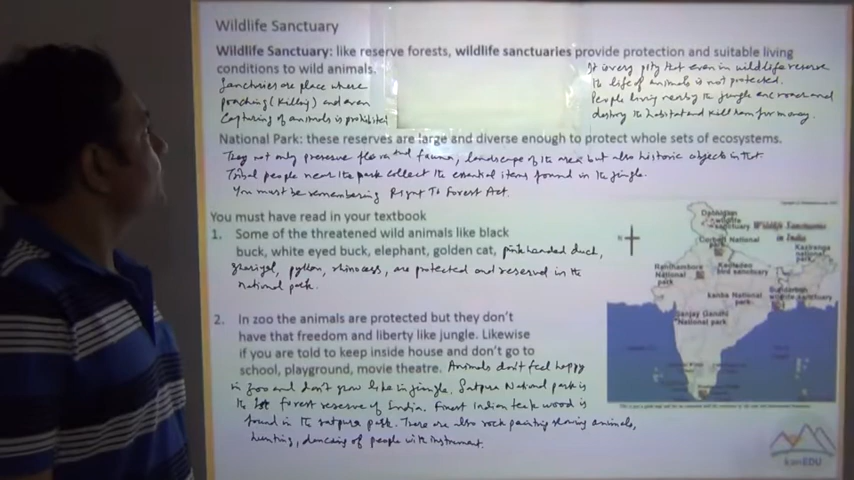 Wildlife Sanctuary
Wildlife Sanctuary: like reserve forests, wildlife sanctuaries provide protection and suitable living
conditions to wild animals.
Sanctuaries are place where
poaching (killing) and even
capturing of animals is prohibited
It is very pity that even in wildlife reserve
the life of animals is not protected.
People living nearby the jungle encroach and
destroy the habitat and kill them for money.
National Park: these reserves are large and diverse enough to protect whole sets of ecosystems.
They not only preserve flora and fauna, landscape of the area but also historic objects in that
Tribal people near the park collect the essential items found in the jungle.
You must be remembering Right To Forest Act.
You must have read in your textbook
1. Some of the threatened wild animals like black
buck, white eyed buck, elephant, golden cat, pink headed duck,
python, are protected and reserved in the
national park.
2. In zoo the animals are protected but they don't
have that freedom and liberty like jungle. Likewise
if you are told to keep inside house and don't go to
school, playground, movie theatre. Animals don't feel happy
in zoo and don't grow like in jungle. Satpura National park is
the 1st forest reserve of India. Finest Indian teak wood is
found in the satpura park. There are also rock painting showing animals,
hunting, dancing of people with instrument.
wildlife
sanctuary
Wildlife Sanctuaries
in India
Corbett National
park
Kaziranga
national
park
Ranthambore
National
park
bird sanctuary
kanha National
park
wildlife sanctuary
Sanjay Gandhi
National park